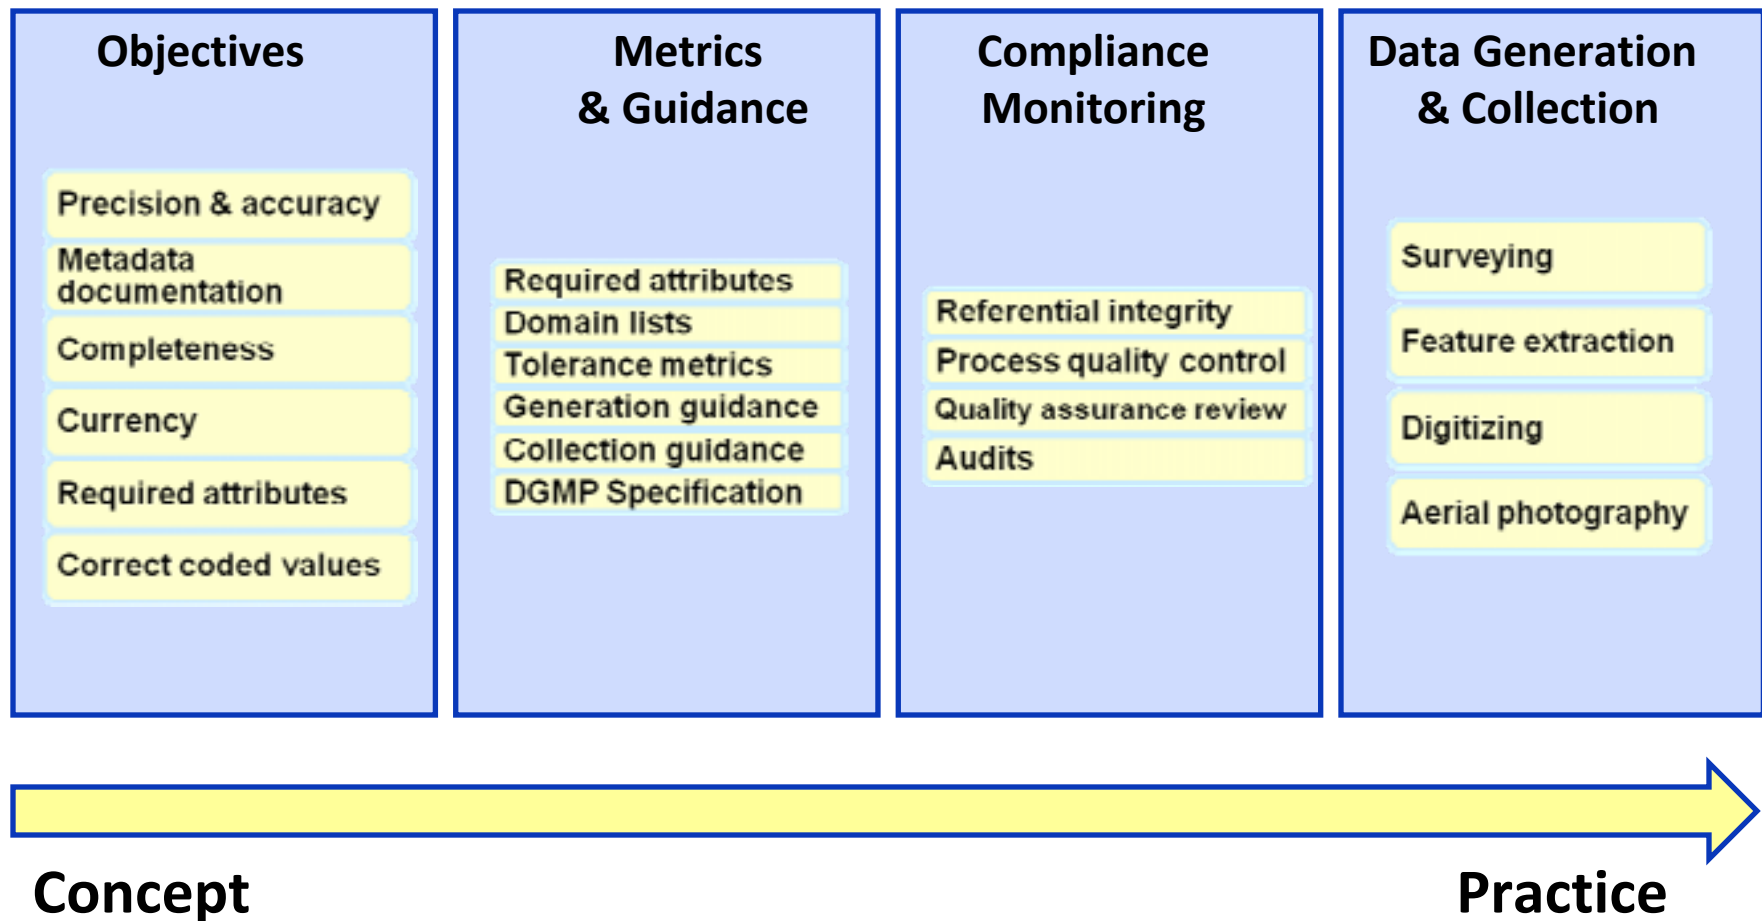 Objectives
Precision & accuracy
Metadata
documentation
Completeness
Currency
Required attributes
Correct coded values
Metrics
& Guidance
Required attributes
Domain lists
Tolerance metrics
Generation guidance
Collection guidance
DGMP Specification
Compliance
Monitoring
Referential integrity
Process quality control
Quality assurance review
Audits
Data Generation
& Collection
Surveying
Feature extraction
Digitizing
Aerial photography
Concept
Practice